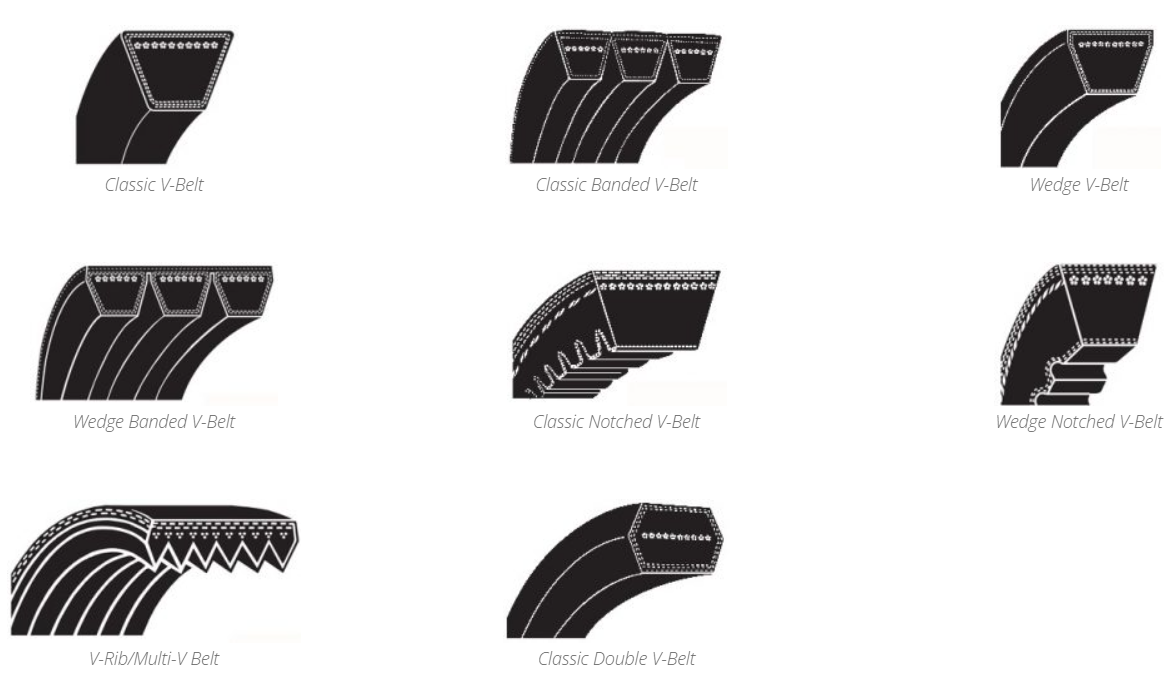 Classic V-Belt
Classic Banded V-Belt
Wedge V-Belt
Wedge Banded V-Belt
Classic Notched V-Belt
Wedge Notched V-Belt
V-Rib/Multi-V Belt
Classic Double V-Belt